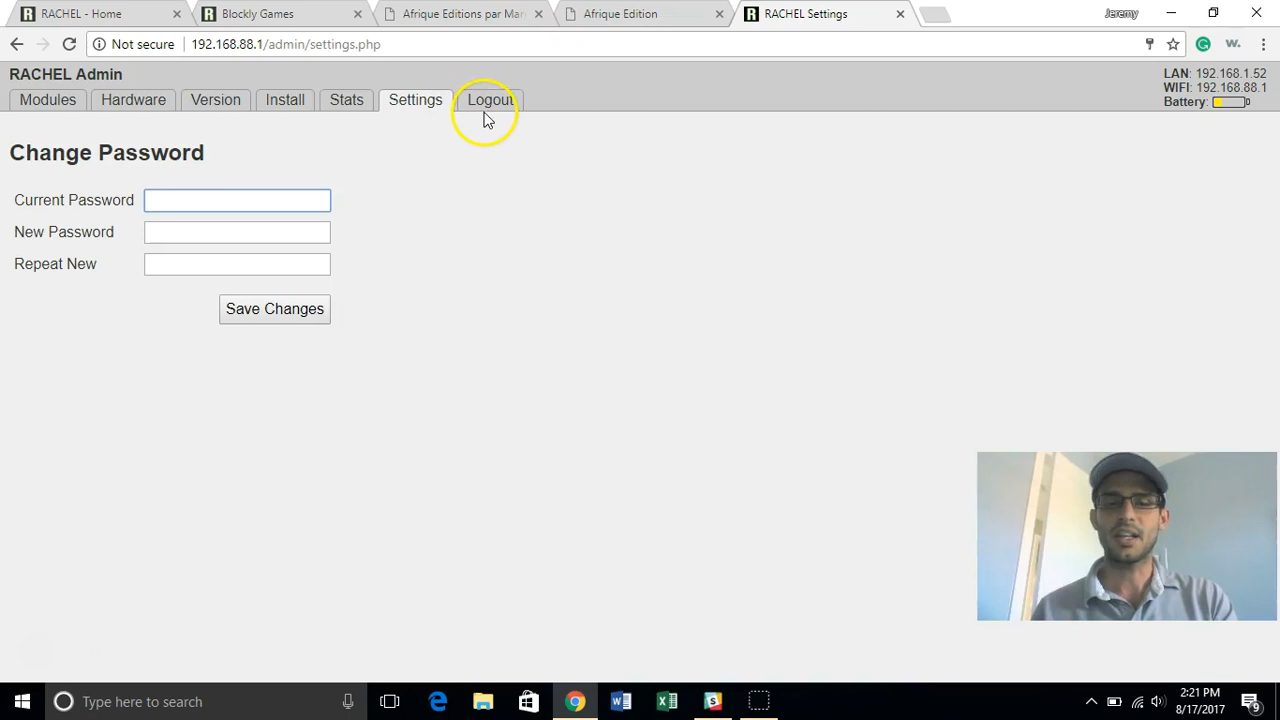 RACHEL - Home
Blockly Games
Afrique Editions par Mar
Afrique Edition
RACHEL Settings
Jeremy
Not secure 192.168.88.1/admin/settings.php
RACHEL Admin
LAN: 192.168.1.52
WIFI: 192.168.88.1
Battery:
Modules Hardware Version Install Stats Settings Logout
Change Password
Current Password
New Password
Repeat New
Save Changes
Type here to search
2:21 PM
8/17/2017
9